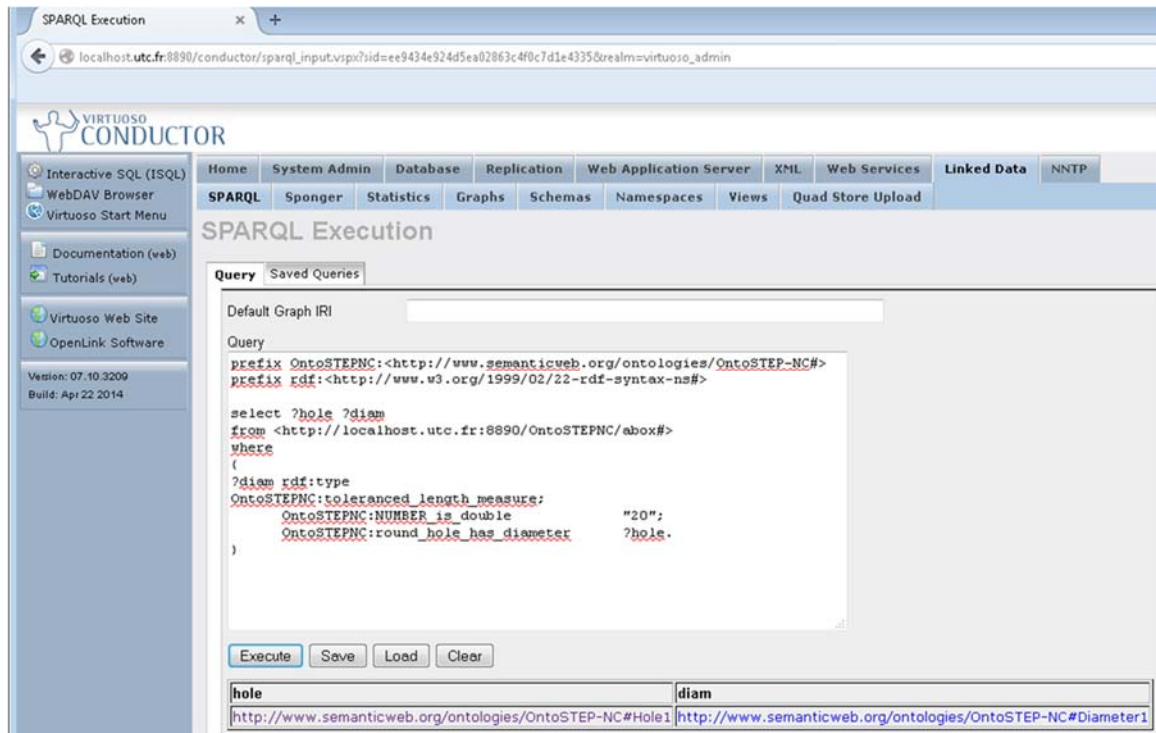 SPARQL Execution × +
localhost.utc.fr:8890/conductor/sparql_input.vspx?sid=ee9434e924d5ea02863c4f0c7d1e4335&realm=virtuoso_admin
VIRTUOSO
CONDUCTOR
Interactive SQL (ISQL)
WebDAV Browser
Virtuoso Start Menu
Documentation (web)
Tutorials (web)
Virtuoso Web Site
OpenLink Software
Version: 07.10.3209
Build: Apr 22 2014
Home System Admin Database Replication Web Application Server XML Web Services Linked Data NNTP
SPARQL Sponger Statistics Graphs Schemas Namespaces Views Quad Store Upload
SPARQL Execution
Query Saved Queries
Default Graph IRI
Query
prefix OntoSTEPNC:<http://www.semanticweb.org/ontologies/OntoSTEP-NC#>
prefix rdf:<http://www.w3.org/1999/02/22-rdf-syntax-ns#>
select ?hole ?diam
from <http://localhost.utc.fr:8890/OntoSTEPNC/abox#>
where
{
?diam rdf:type
OntoSTEPNC:toleranced_length_measure;
OntoSTEPNC:NUMBER_is_double "20";
OntoSTEPNC:round_hole_has_diameter ?hole.
}
Execute Save Load Clear
hole diam
http://www.semanticweb.org/ontologies/OntoSTEP-NC#Hole1 http://www.semanticweb.org/ontologies/OntoSTEP-NC#Diameter1